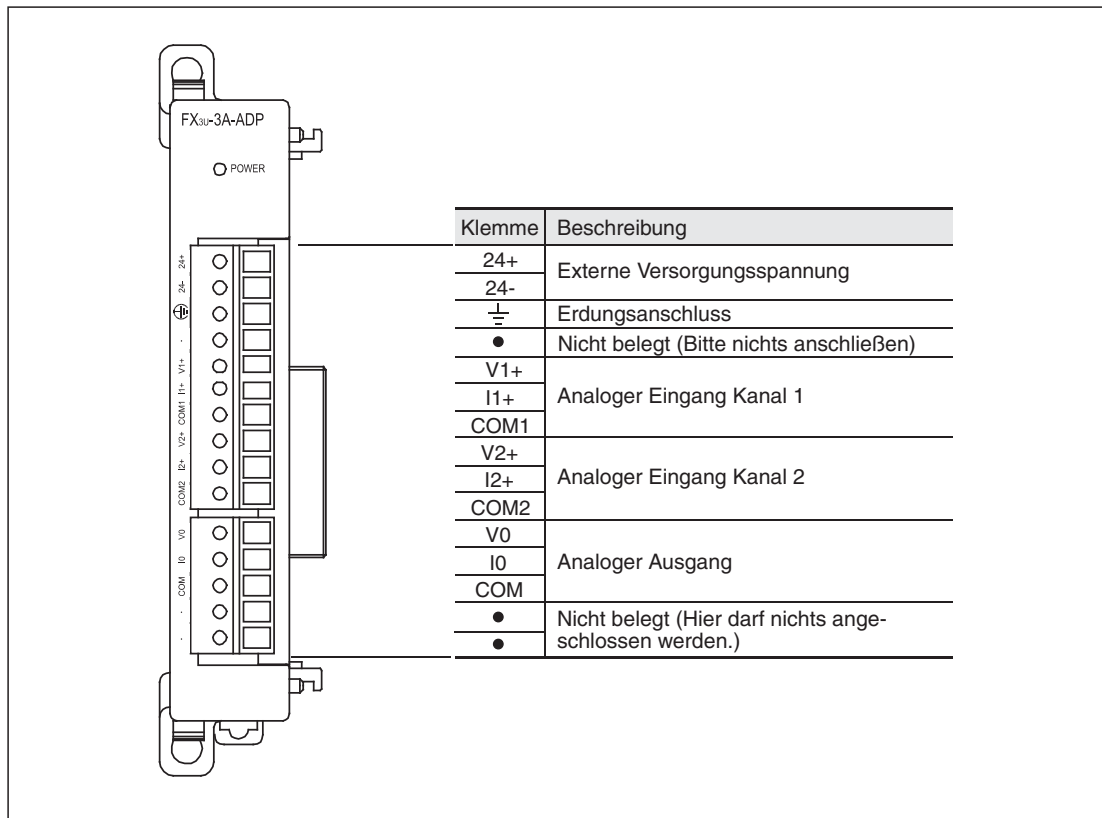 FX3U-3A-ADP
POWER
24+
24-
-
V1+
I1+
COM1
V2+
I2+
COM2
V0
I0
COM
-
-
Klemme Beschreibung
24+ Externe Versorgungsspannung
24-
⏚ Erdungsanschluss
● Nicht belegt (Bitte nichts anschließen)
V1+
I1+ Analoger Eingang Kanal 1
COM1
V2+
I2+ Analoger Eingang Kanal 2
COM2
V0
I0 Analoger Ausgang
COM
● Nicht belegt (Hier darf nichts ange-
● schlossen werden.)